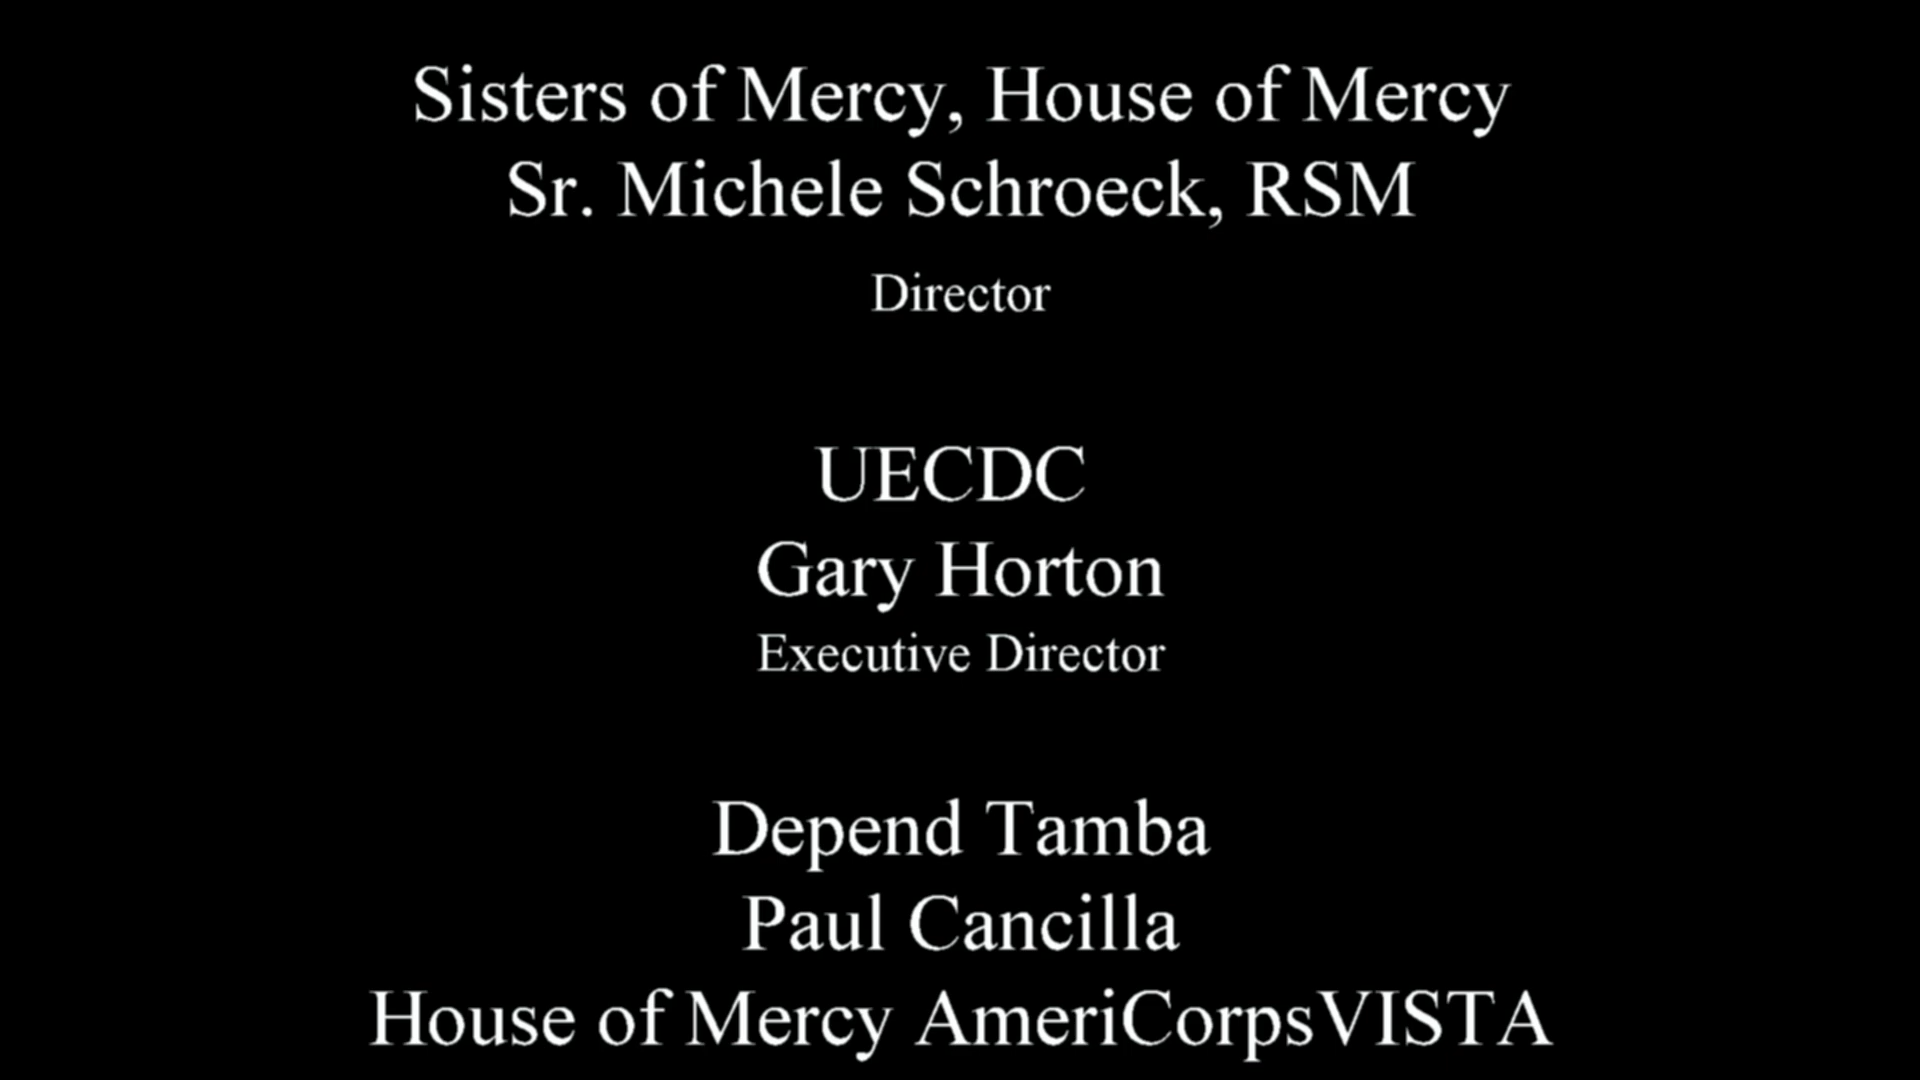 Sisters of Mercy, House of Mercy
Sr. Michele Schroeck, RSM
Director
UECDC
Gary Horton
Executive Director
Depend Tamba
Paul Cancilla
House of Mercy AmeriCorpsVISTA